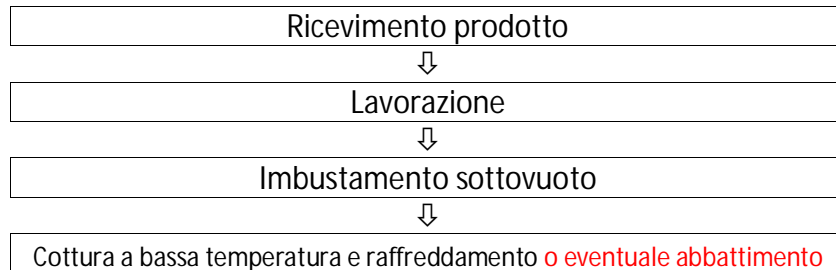 Ricevimento prodotto
Lavorazione
Imbustamento sottovuoto
Cottura a bassa temperatura e raffreddamento o eventuale abbattimento